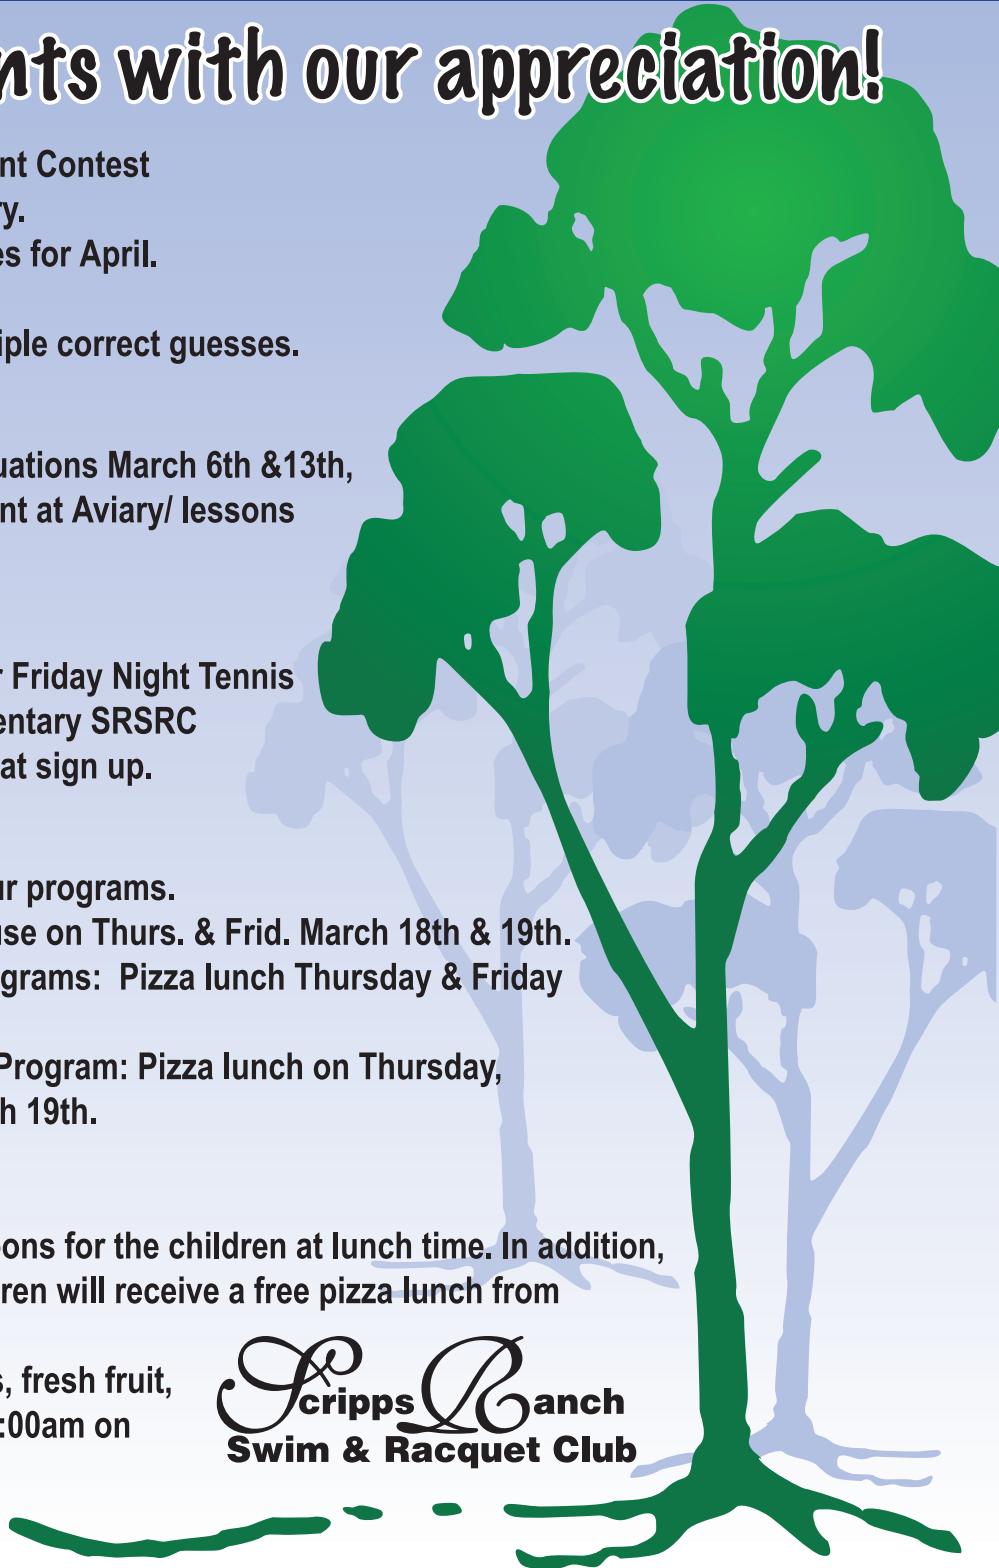 nts with our appreciation!
nt Contest
ry.
es for April.
iple correct guesses.
uations March 6th &13th,
nt at Aviary/ lessons
r Friday Night Tennis
entary SRSRC
at sign up.
ur programs.
use on Thurs. & Frid. March 18th & 19th.
grams:  Pizza lunch Thursday & Friday
Program: Pizza lunch on Thursday,
h 19th.
ons for the children at lunch time. In addition,
ren will receive a free pizza lunch from
s, fresh fruit,
:00am on
Scripps Ranch
Swim & Racquet Club